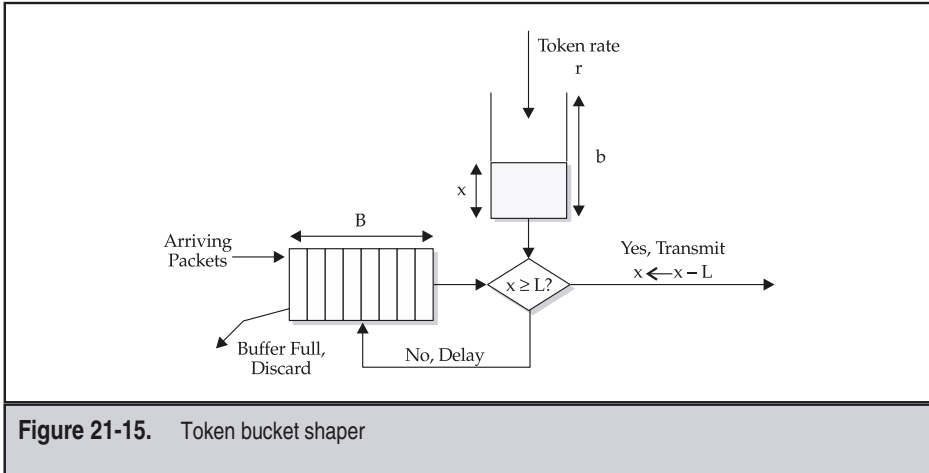 Token rate
r
b
x
B
Arriving
Packets
x ≥ L?
Yes, Transmit
x ← x – L
Buffer Full,
Discard
No, Delay
Figure 21-15. Token bucket shaper